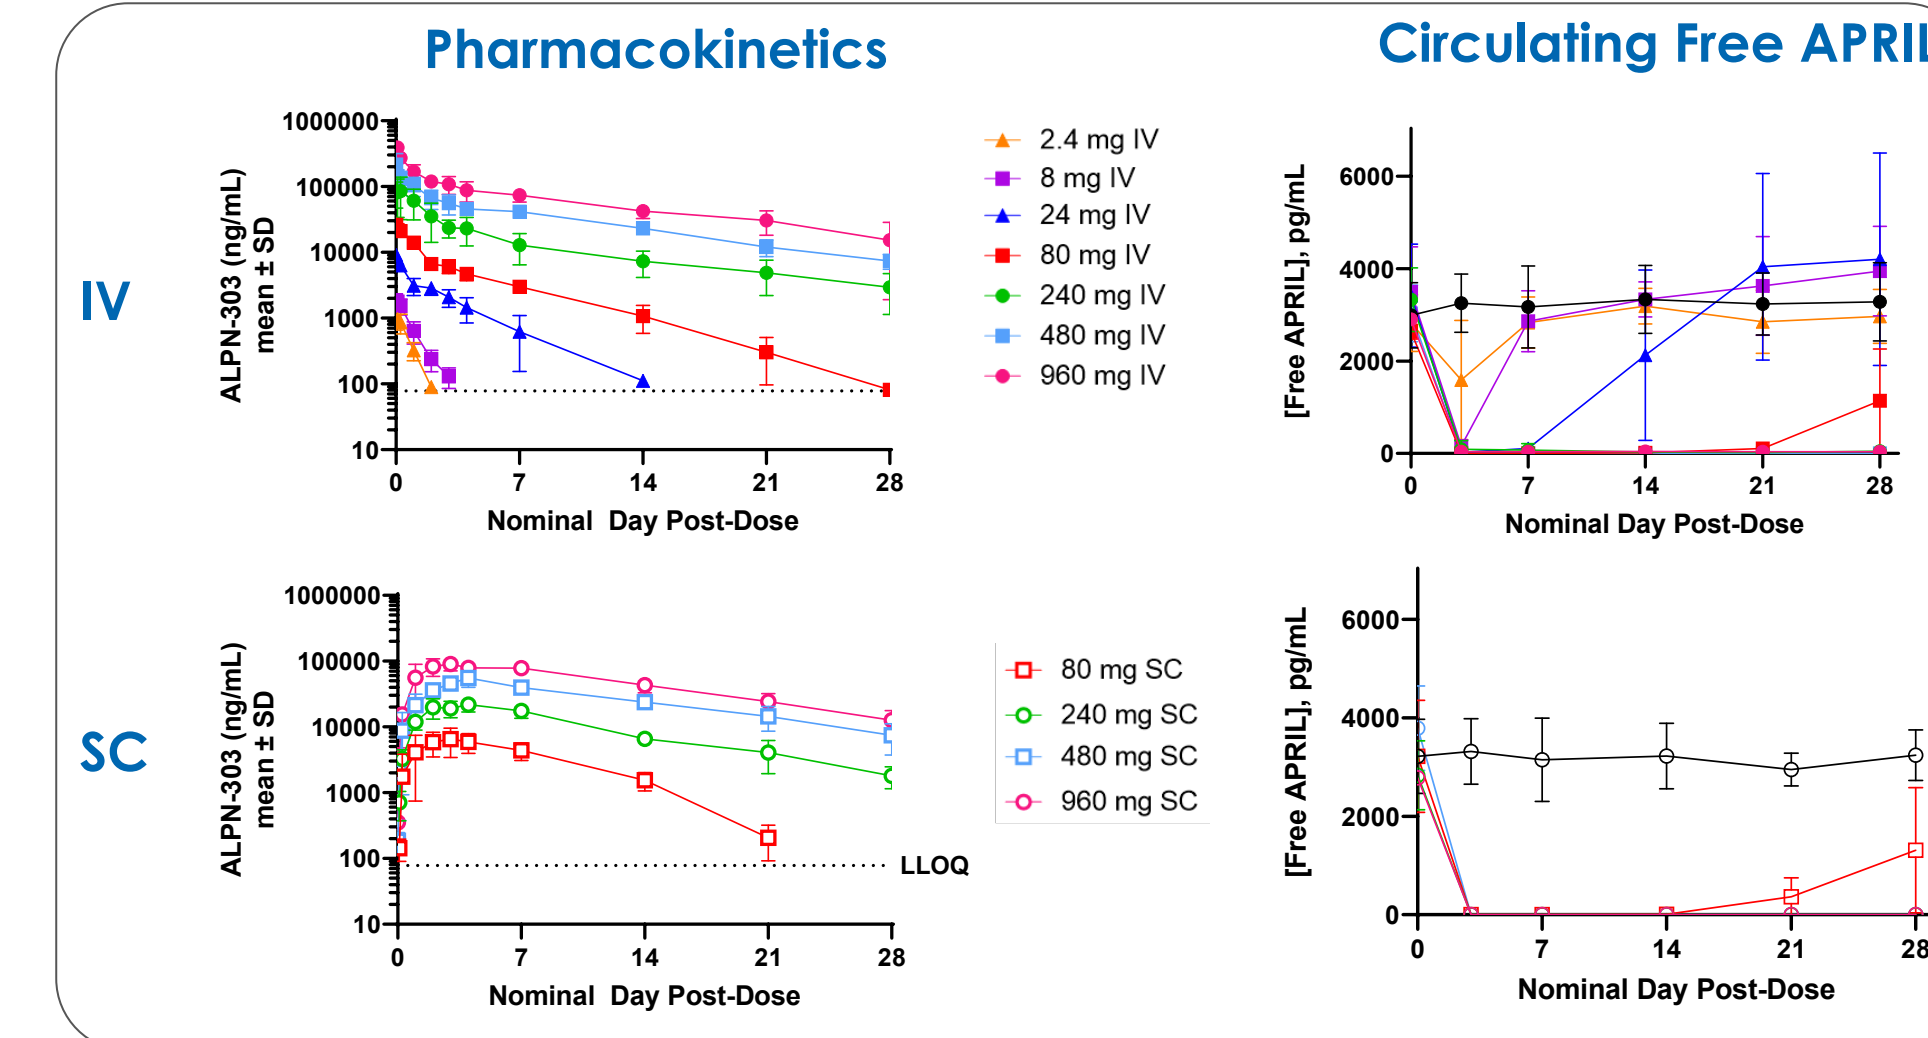 Pharmacokinetics
Circulating Free APRIL
IV
ALPN-303 (ng/mL)
mean ± SD
1000000
100000
10000
1000
100
10
0 7 14 21 28
Nominal Day Post-Dose
2.4 mg IV
8 mg IV
24 mg IV
80 mg IV
240 mg IV
480 mg IV
960 mg IV
[Free APRIL], pg/mL
6000
4000
2000
0
0 7 14 21 28
Nominal Day Post-Dose
SC
ALPN-303 (ng/mL)
mean ± SD
1000000
100000
10000
1000
100
10
LLOQ
0 7 14 21 28
Nominal Day Post-Dose
80 mg SC
240 mg SC
480 mg SC
960 mg SC
[Free APRIL], pg/mL
6000
4000
2000
0
0 7 14 21 28
Nominal Day Post-Dose